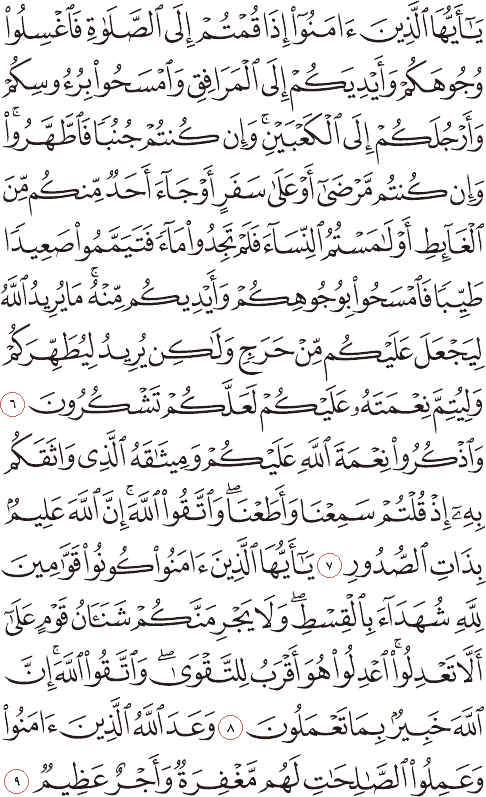 يَـٰٓأَيُّهَا ٱلَّذِينَ ءَامَنُوٓا۟ إِذَا قُمْتُمْ إِلَى ٱلصَّلَوٰةِ فَٱغْسِلُوا۟
وُجُوهَكُمْ وَأَيْدِيَكُمْ إِلَى ٱلْمَرَافِقِ وَٱمْسَحُوا۟ بِرُءُوسِكُمْ
وَأَرْجُلَكُمْ إِلَى ٱلْكَعْبَيْنِ ۚ وَإِن كُنتُمْ جُنُبًا فَٱطَّهَّرُوا۟ ۚ
وَإِن كُنتُم مَّرْضَىٰٓ أَوْ عَلَىٰ سَفَرٍ أَوْ جَآءَ أَحَدٌ مِّنكُم مِّنَ
ٱلْغَآئِطِ أَوْ لَـٰمَسْتُمُ ٱلنِّسَآءَ فَلَمْ تَجِدُوا۟ مَآءً فَتَيَمَّمُوا۟ صَعِيدًا
طَيِّبًا فَٱمْسَحُوا۟ بِوُجُوهِكُمْ وَأَيْدِيكُم مِّنْهُ ۚ مَا يُرِيدُ ٱللَّهُ
لِيَجْعَلَ عَلَيْكُم مِّنْ حَرَجٍ وَلَـٰكِن يُرِيدُ لِيُطَهِّرَكُمْ
وَلِيُتِمَّ نِعْمَتَهُۥ عَلَيْكُمْ لَعَلَّكُمْ تَشْكُرُونَ ٦
وَٱذْكُرُوا۟ نِعْمَةَ ٱللَّهِ عَلَيْكُمْ وَمِيثَـٰقَهُ ٱلَّذِى وَاثَقَكُم
بِهِۦٓ إِذْ قُلْتُمْ سَمِعْنَا وَأَطَعْنَا ۖ وَٱتَّقُوا۟ ٱللَّهَ ۚ إِنَّ ٱللَّهَ عَلِيمٌۢ
بِذَاتِ ٱلصُّدُورِ ٧ يَـٰٓأَيُّهَا ٱلَّذِينَ ءَامَنُوا۟ كُونُوا۟ قَوَّٰمِينَ
لِلَّهِ شُهَدَآءَ بِٱلْقِسْطِ ۖ وَلَا يَجْرِمَنَّكُمْ شَنَـَٔانُ قَوْمٍ عَلَىٰٓ
أَلَّا تَعْدِلُوا۟ ۚ ٱعْدِلُوا۟ هُوَ أَقْرَبُ لِلتَّقْوَىٰ ۖ وَٱتَّقُوا۟ ٱللَّهَ ۚ إِنَّ
ٱللَّهَ خَبِيرٌۢ بِمَا تَعْمَلُونَ ٨ وَعَدَ ٱللَّهُ ٱلَّذِينَ ءَامَنُوا۟
وَعَمِلُوا۟ ٱلصَّـٰلِحَـٰتِ ۙ لَهُم مَّغْفِرَةٌ وَأَجْرٌ عَظِيمٌ ٩